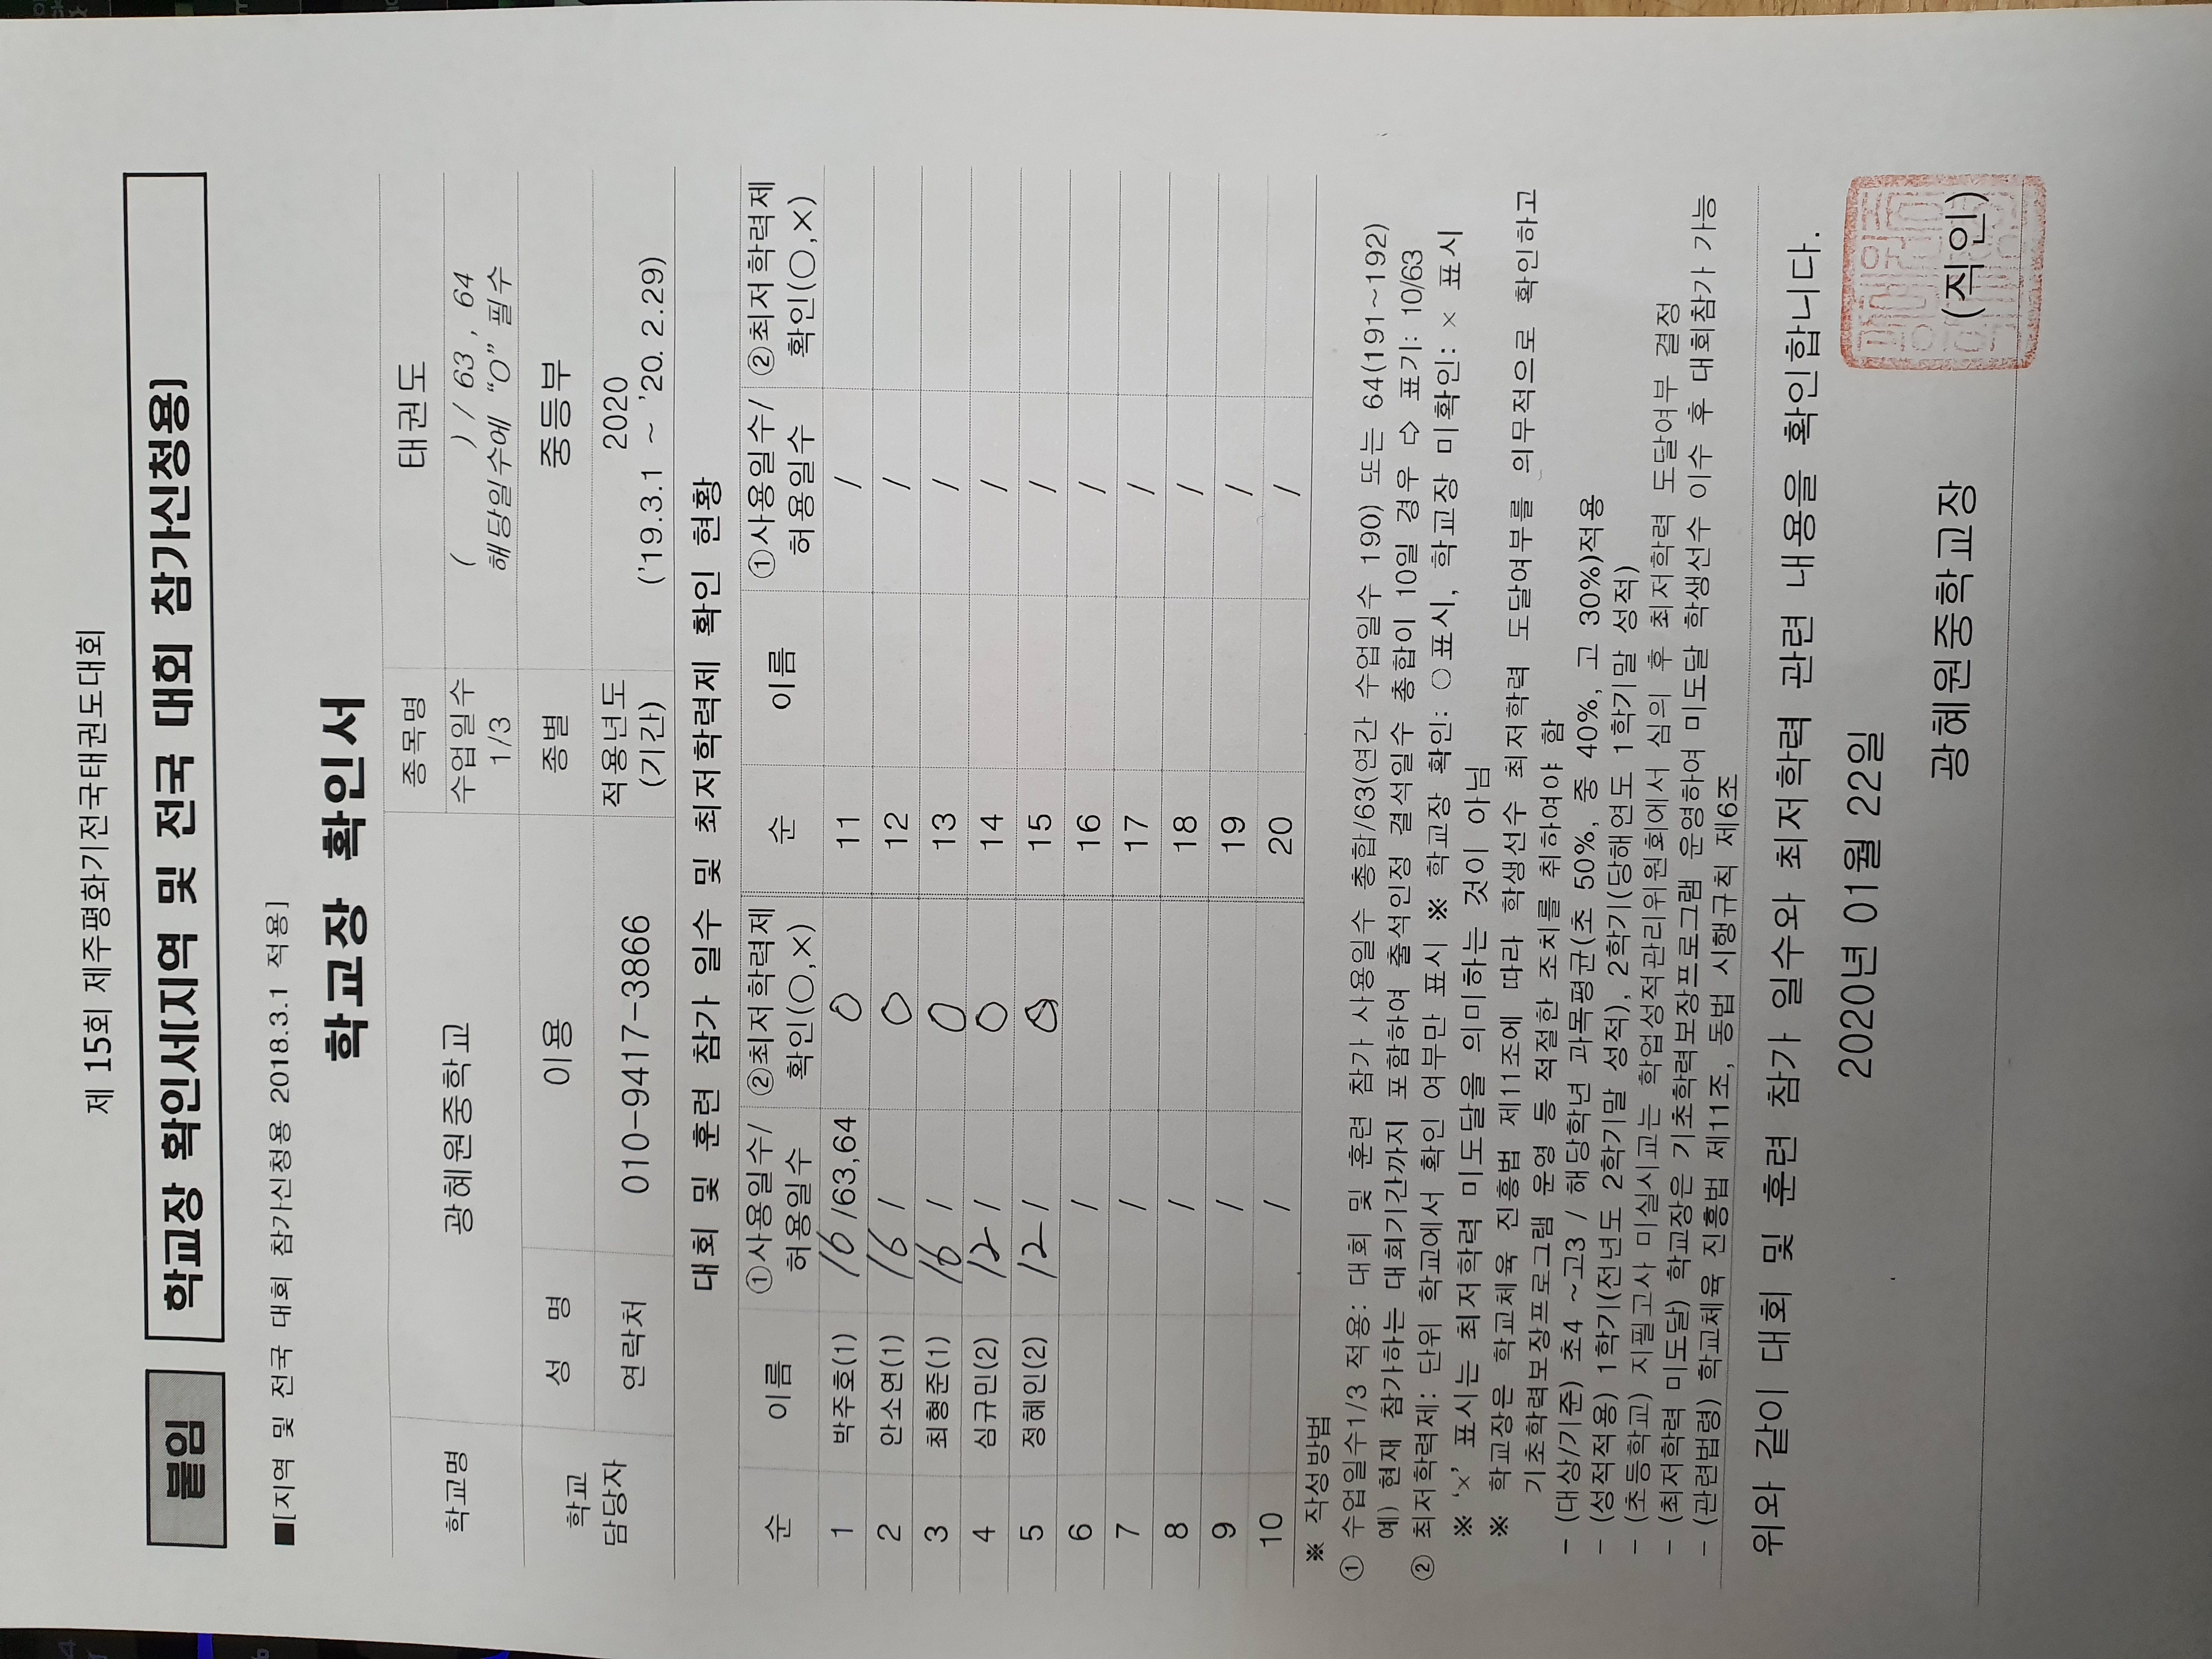 제 15회 제주평화기전국태권도대회
붙임 학교장 확인서[지역 및 전국 대회 참가신청용]
■[지역 및 전국 대회 참가신청용 2018.3.1 적용]
학교장 확인서
학교명 광혜원중학교 종목명 태권도
수업일수 1/3 ( ) / 63 , 64
해당일수에 “O” 필수
학교 담당자 성 명 이용 종별 중등부
연락처 010-9417-3866 적용년도 (기간) 2020
('19.3.1 ~ '20. 2.29)
대회 및 훈련 참가 일수 및 최저학력제 확인 현황
순 이름 ①사용일수/허용일수 ②최저학력제 확인(○,×) 순 이름 ①사용일수/허용일수 ②최저학력제 확인(○,×)
1 박주호(1) 16 /63,64 O 11 /
2 안소연(1) 16 / O 12 /
3 최형준(1) 16 / O 13 /
4 심규민(2) 12 / O 14 /
5 정혜인(2) 12 / O 15 /
6 / 16 /
7 / 17 /
8 / 18 /
9 / 19 /
10 / 20 /
※ 작성방법
① 수업일수1/3 적용: 대회 및 훈련 참가 사용일수 총합/63(연간 수업일수 190) 또는 64(191~192)
예) 현재 참가하는 대회기간까지 포함하여 출석인정 결석일수 총합이 10일 경우 ⇨ 표기: 10/63
② 최저학력제: 단위 학교에서 확인 여부만 표시 ※ 학교장 확인: ○표시, 학교장 미확인: × 표시
※ ‘×’ 표시는 최저학력 미도달을 의미하는 것이 아님
※ 학교장은 학교체육 진흥법 제11조에 따라 학생선수 최저학력 도달여부를 의무적으로 확인하고
기초학력보장프로그램 운영 등 적절한 조치를 취하여야 함
- (대상/기준) 초4 ~고3 / 해당학년 과목평균(초 50%, 중 40%, 고 30%)적용
- (성적적용) 1학기(전년도 2학기말 성적), 2학기(당해연도 1학기말 성적)
- (초등학교) 지필고사 미실시교는 학업성적관리위원회에서 심의 후 최저학력 도달여부 결정
- (최저학력 미도달) 학교장은 기초학력보장프로그램 운영하여 미도달 학생선수 이수 후 대회참가 가능
- (관련법령) 학교체육 진흥법 제11조, 동법 시행규칙 제6조
위와 같이 대회 및 훈련 참가 일수와 최저학력 관련 내용을 확인합니다.
2020년 01월 22일
광혜원중학교장 (직인)